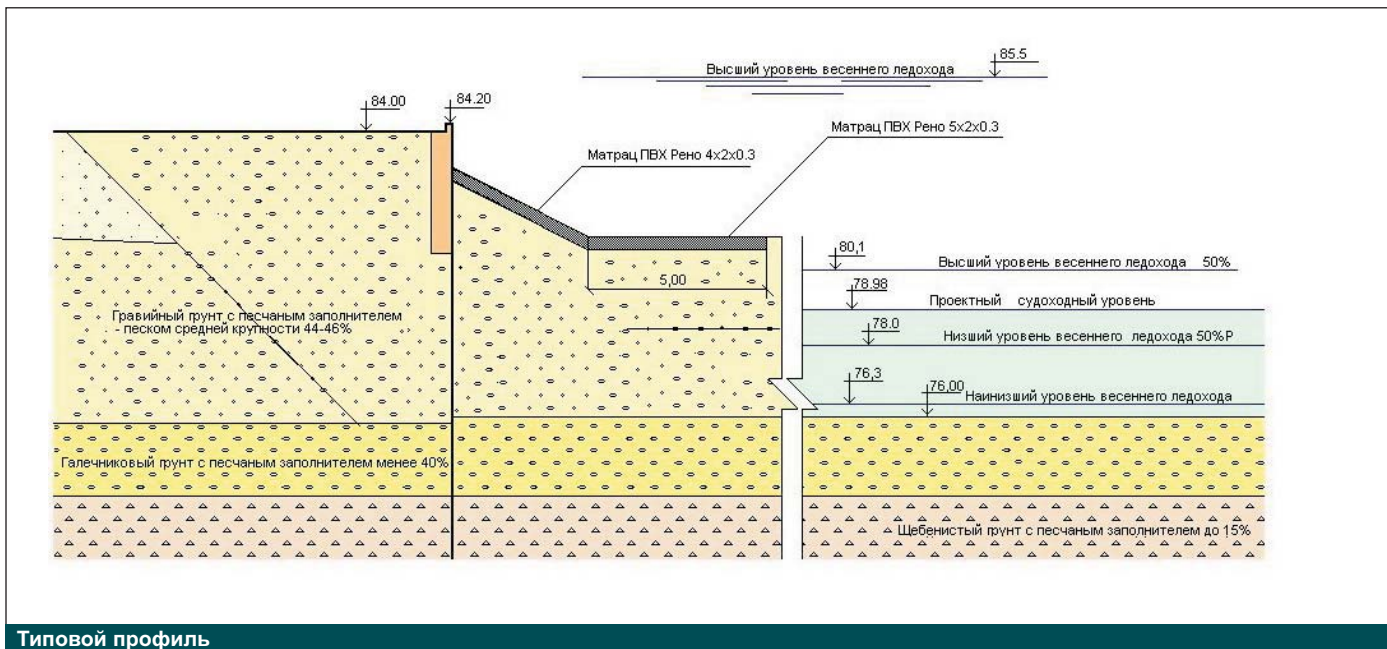 85.5
Высший уровень весеннего ледохода
84.00
84.20
Матрац ПВХ Рено 5х2х0.3
Матрац ПВХ Рено 4х2х0.3
80,1
Высший уровень весеннего ледохода 50%
5,00
78.98
Проектный судоходный уровень
Гравийный грунт с песчаным заполнителем
- песком средней крупности 44-46%
78.0
Низший уровень весеннего ледохода 50%Р
76,3
76,00
Наинизший уровень весеннего ледохода
Галечниковый грунт с песчаным заполнителем менее 40%
Щебенистый грунт с песчаным заполнителем до 15%
Типовой профиль